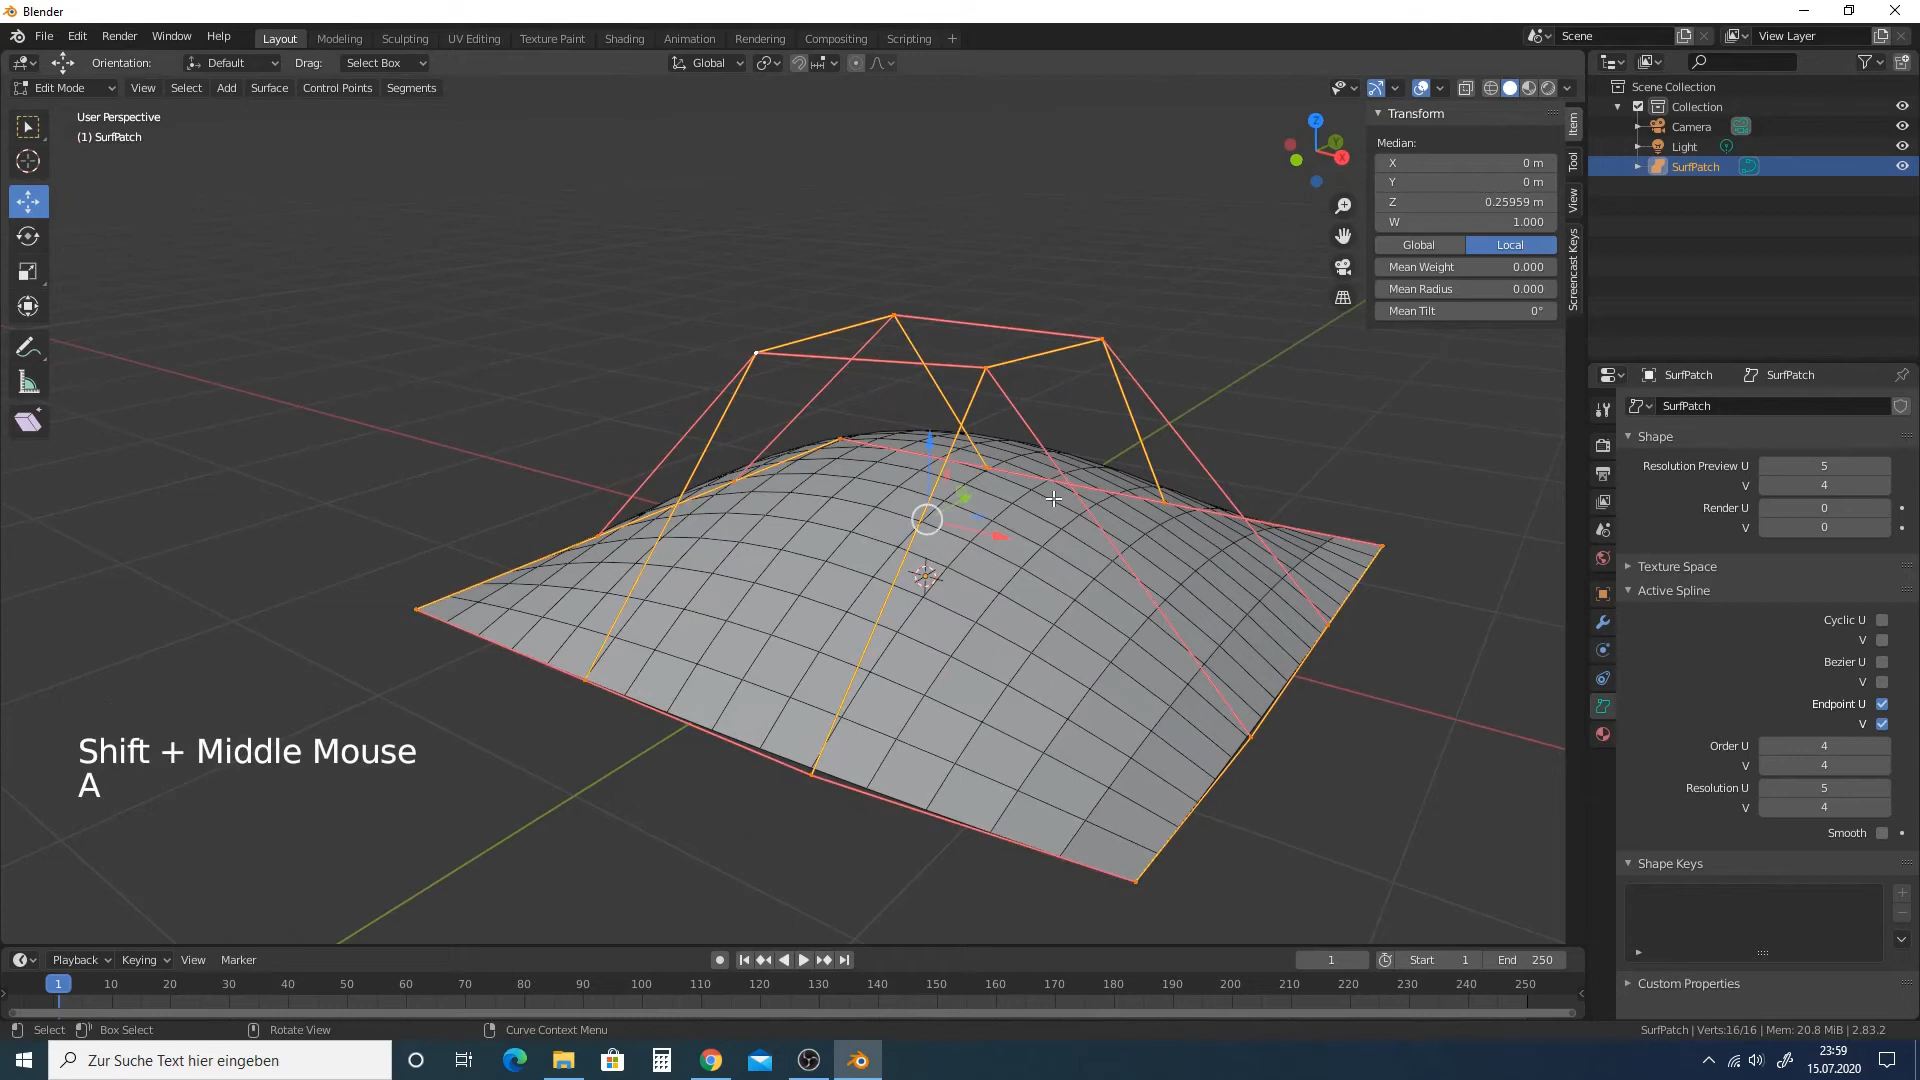 Blender
File Edit Render Window Help
Layout Modeling Sculpting UV Editing Texture Paint Shading Animation Rendering Compositing Scripting +
Scene
View Layer
Orientation: Default Drag: Select Box
Global
Edit Mode View Select Add Surface Control Points Segments
User Perspective
(1) SurfPatch
Z
Y
X
Transform
Median:
X 0 m
Y 0 m
Z 0.25959 m
W 1.000
Global Local
Mean Weight 0.000
Mean Radius 0.000
Mean Tilt 0°
Item
Tool
View
Screencast Keys
Scene Collection
Collection
Camera
Light
SurfPatch
SurfPatch SurfPatch
SurfPatch
Shape
Resolution Preview U 5
V 4
Render U 0
V 0
Texture Space
Active Spline
Cyclic U
V
Bezier U
V
Endpoint U
V
Order U 4
V 4
Resolution U 5
V 4
Smooth
Shape Keys
Custom Properties
Shift + Middle Mouse
A
Playback Keying View Marker
1 Start 1 End 250
1 10 20 30 40 50 60 70 80 90 100 110 120 130 140 150 160 170 180 190 200 210 220 230 240 250
Select Box Select Rotate View Curve Context Menu
SurfPatch | Verts:16/16 | Mem: 20.8 MiB | 2.83.2
Zur Suche Text hier eingeben
23:59
15.07.2020